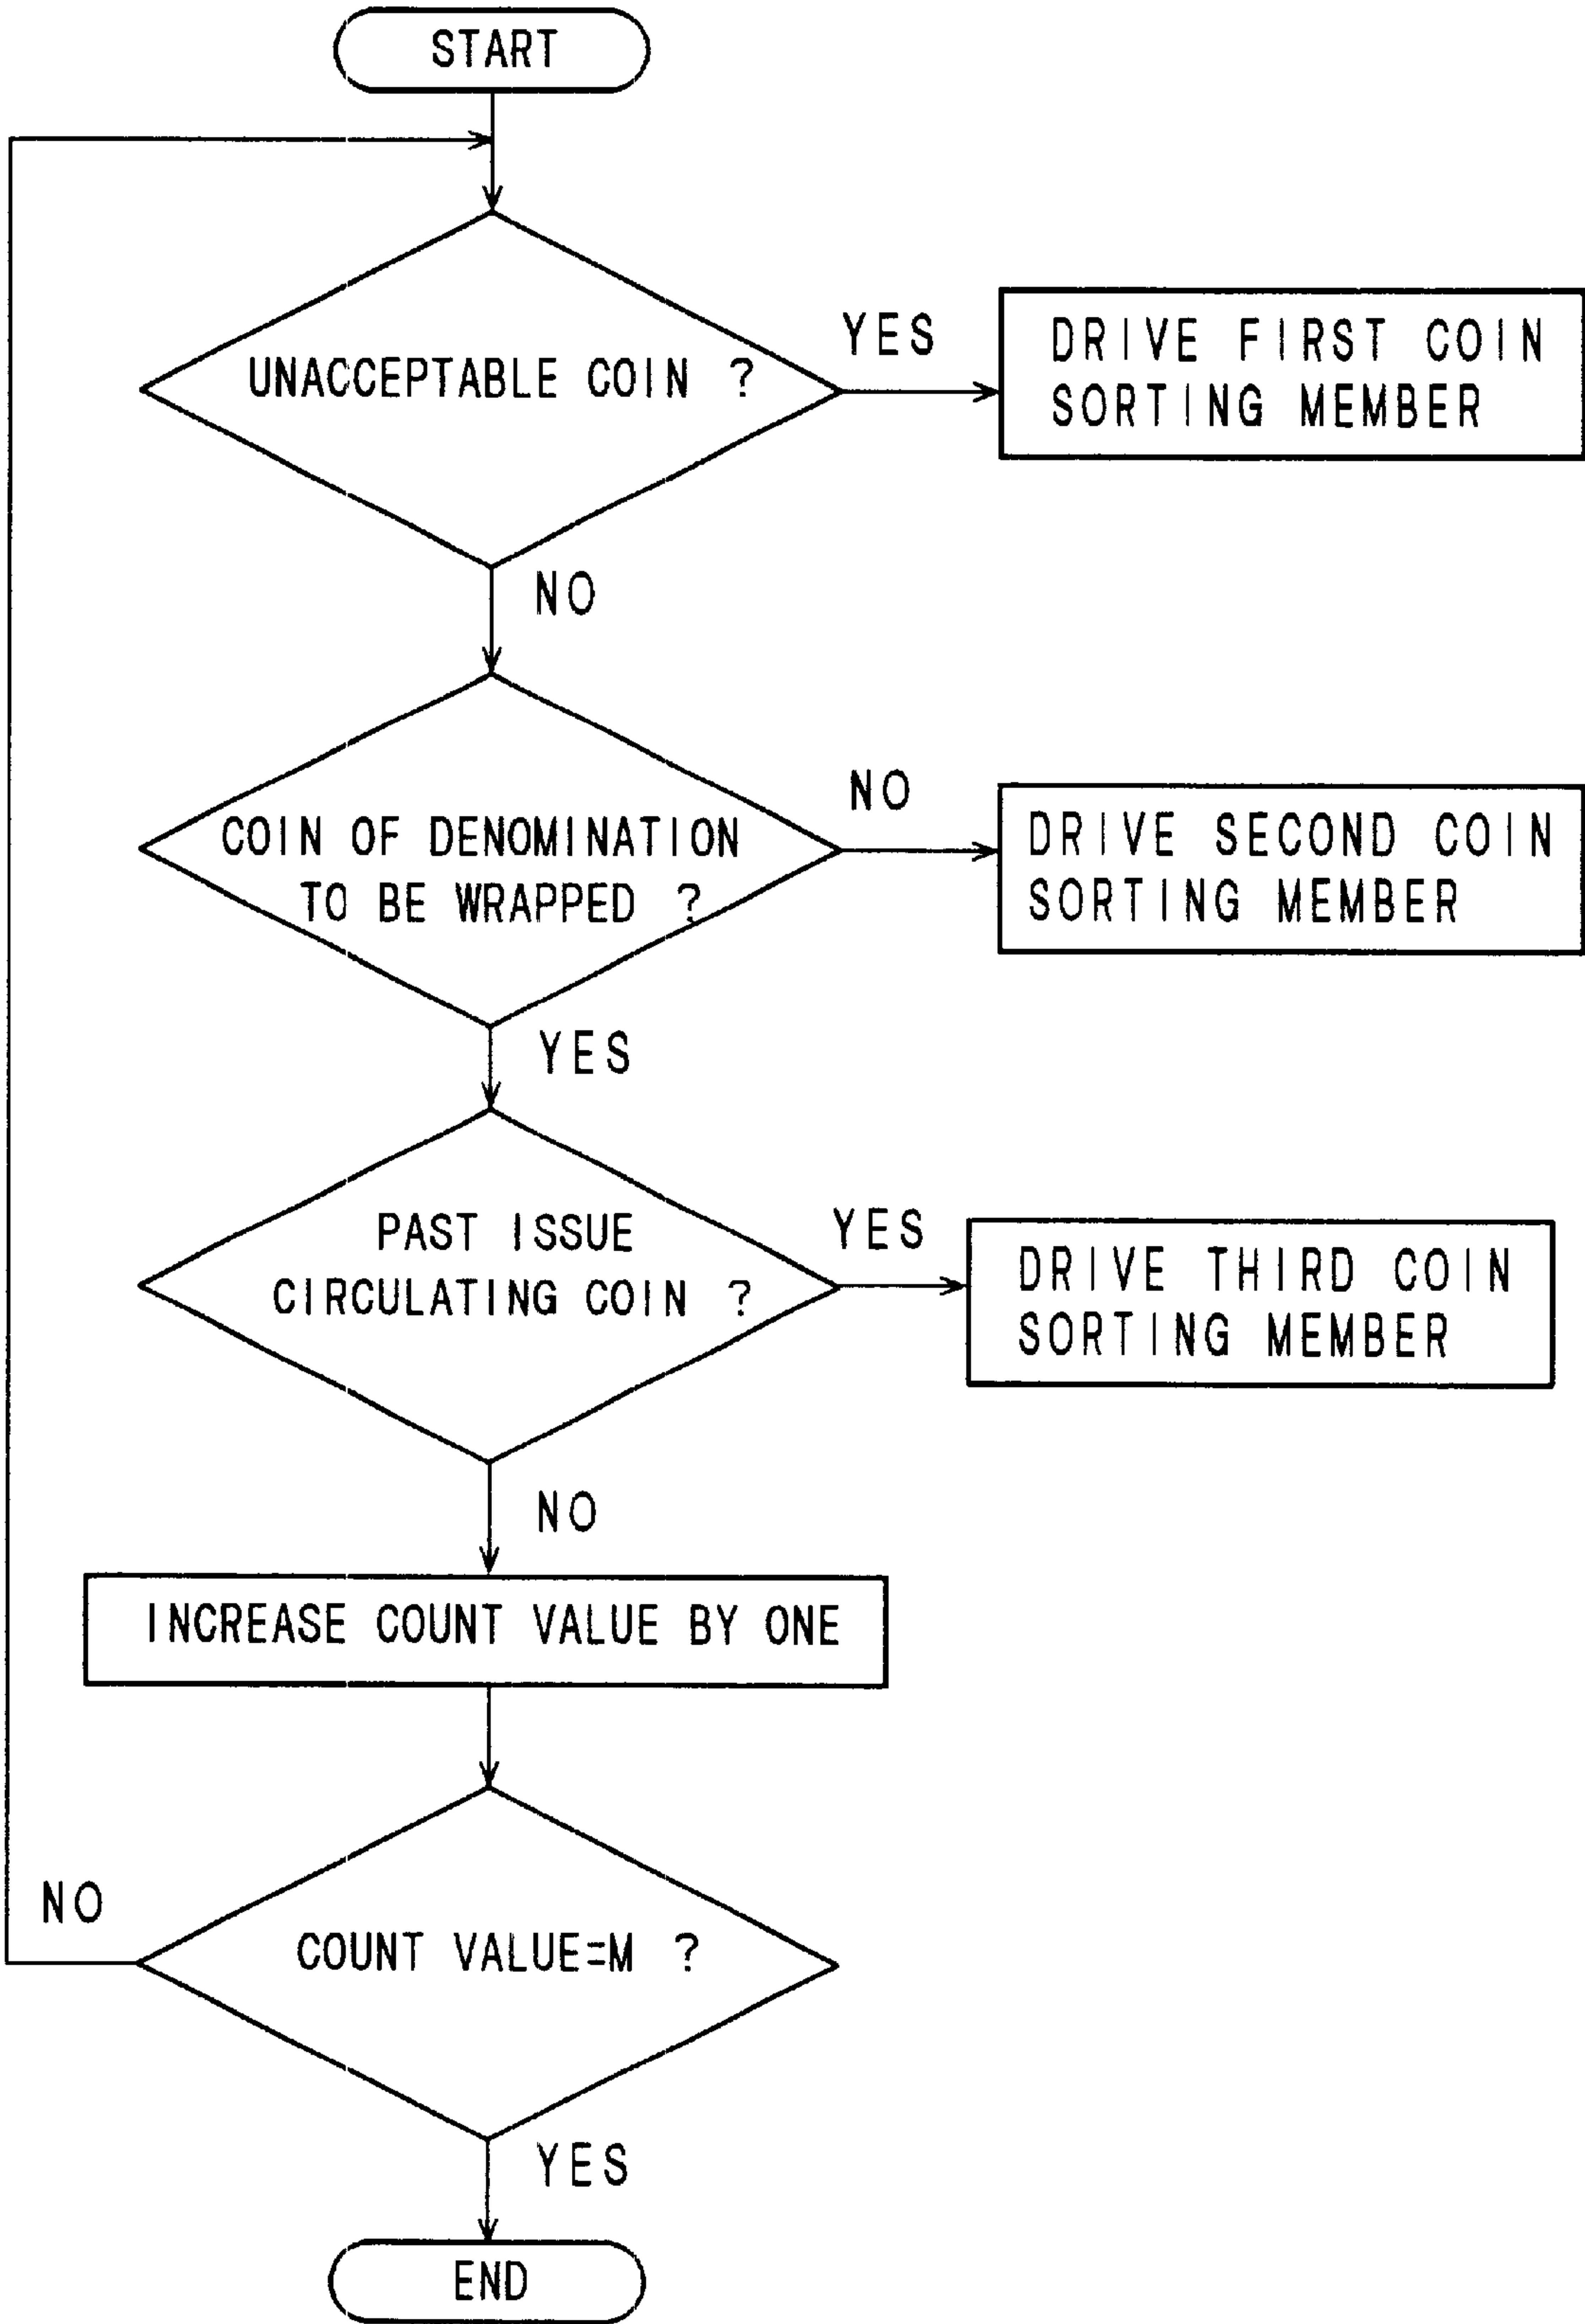 START
UNACCEPTABLE COIN ?
YES
DRIVE FIRST COIN
SORTING MEMBER
NO
COIN OF DENOMINATION
TO BE WRAPPED ?
NO
DRIVE SECOND COIN
SORTING MEMBER
YES
PAST ISSUE
CIRCULATING COIN ?
YES
DRIVE THIRD COIN
SORTING MEMBER
NO
INCREASE COUNT VALUE BY ONE
COUNT VALUE=M ?
NO
YES
END